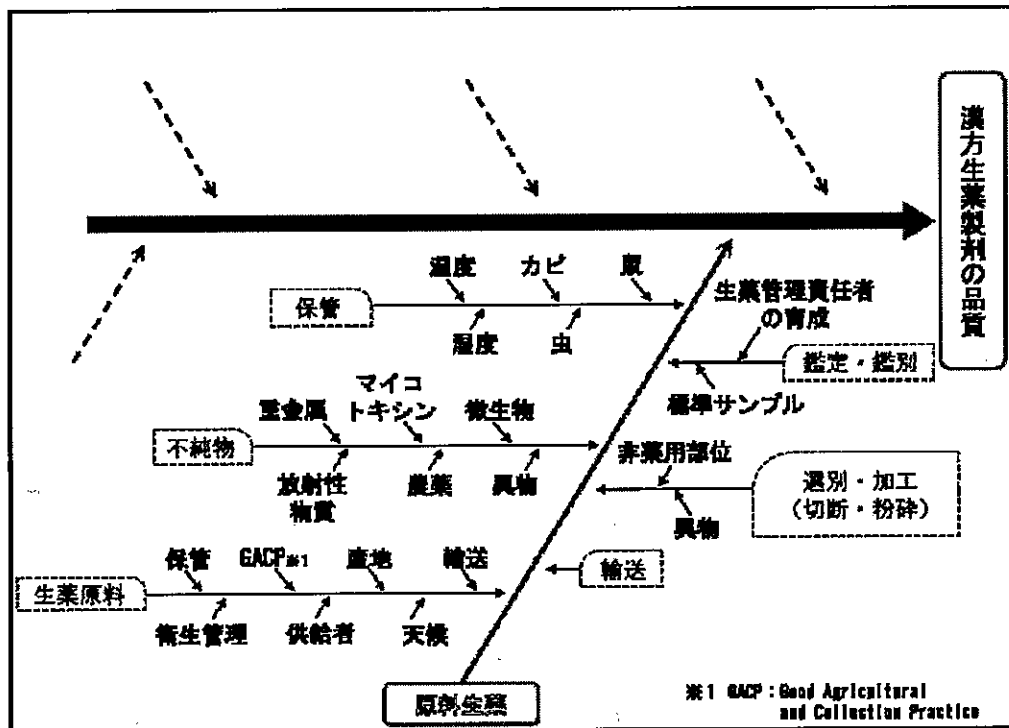 漢方生薬製剤の品質
温度
カビ
鼠
保管
湿度
虫
生薬管理責任者
の育成
鑑定・鑑別
標準サンプル
重金属
マイコ
トキシン
微生物
不純物
放射性
物質
農薬
異物
非薬用部位
選別・加工
（切断・粉砕）
異物
保管
GACP※1
産地
輸送
輸送
生薬原料
衛生管理
供給者
天候
原料生薬
※1 GACP：Good Agricultural
and Collection Practice